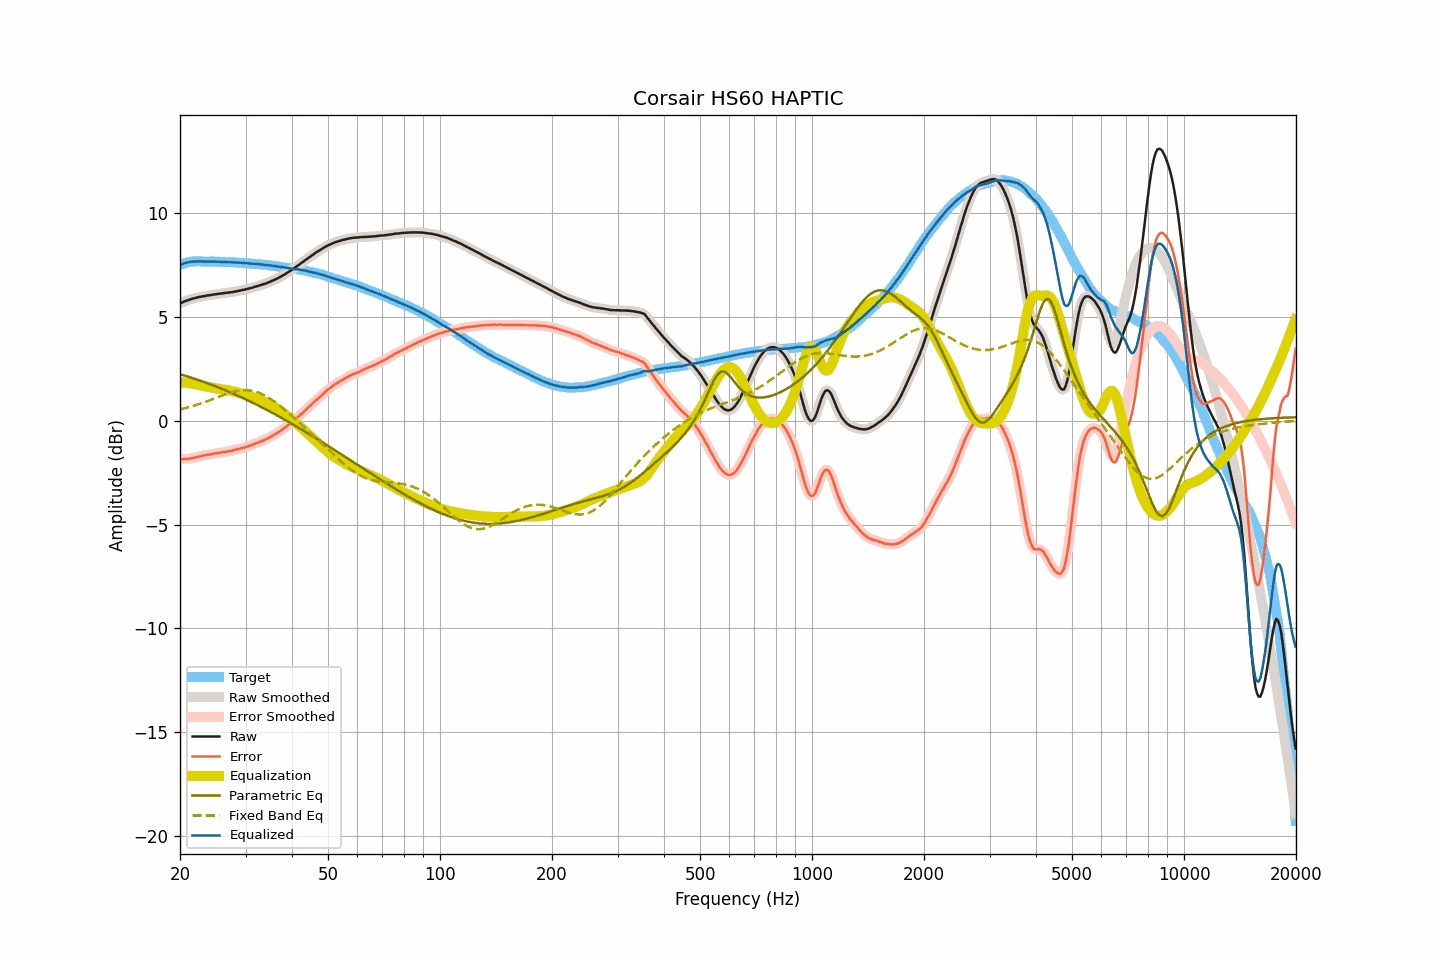 Corsair HS60 HAPTIC
Amplitude (dBr)
10
5
0
−5
−10
−15
−20
Target
Raw Smoothed
Error Smoothed
Raw
Error
Equalization
Parametric Eq
Fixed Band Eq
Equalized
20 50 100 200 500 1000 2000 5000 10000 20000
Frequency (Hz)